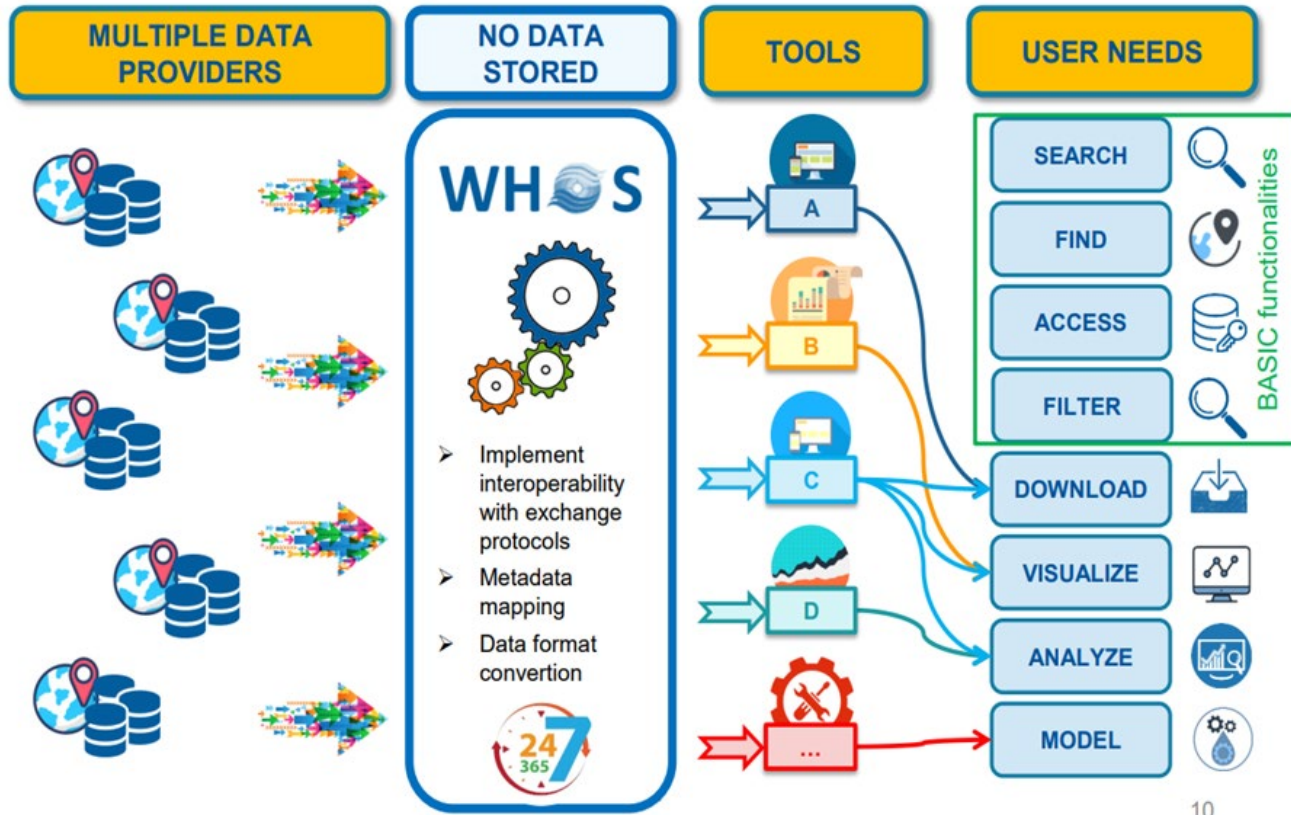 MULTIPLE DATA
PROVIDERS
NO DATA
STORED
TOOLS
USER NEEDS
WHOS
➢ Implement
interoperability
with exchange
protocols
➢ Metadata
mapping
➢ Data format
convertion
24
7
365
A
B
C
D
...
SEARCH
FIND
ACCESS
FILTER
DOWNLOAD
VISUALIZE
ANALYZE
MODEL
BASIC functionalities
10